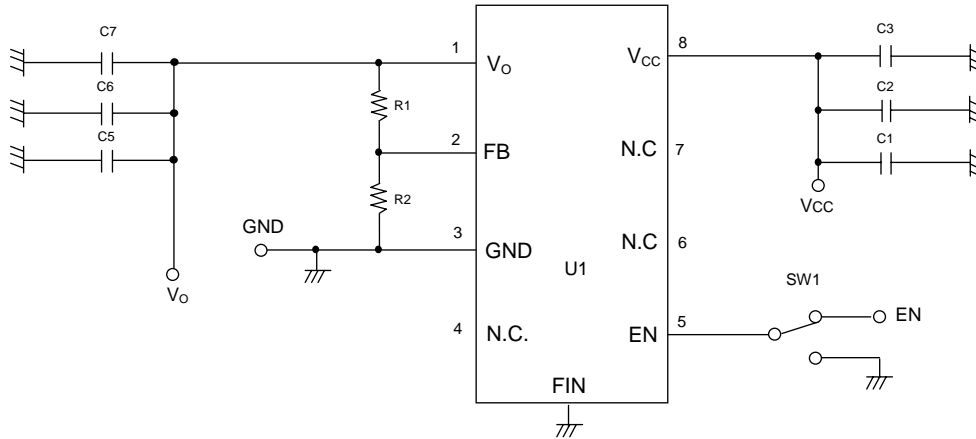 C7
C6
C5
VO
GND
R1
R2
1
2
3
4
VO
FB
GND
N.C.
U1
FIN
VCC
N.C
N.C
EN
8
7
6
5
C3
C2
C1
VCC
SW1
EN